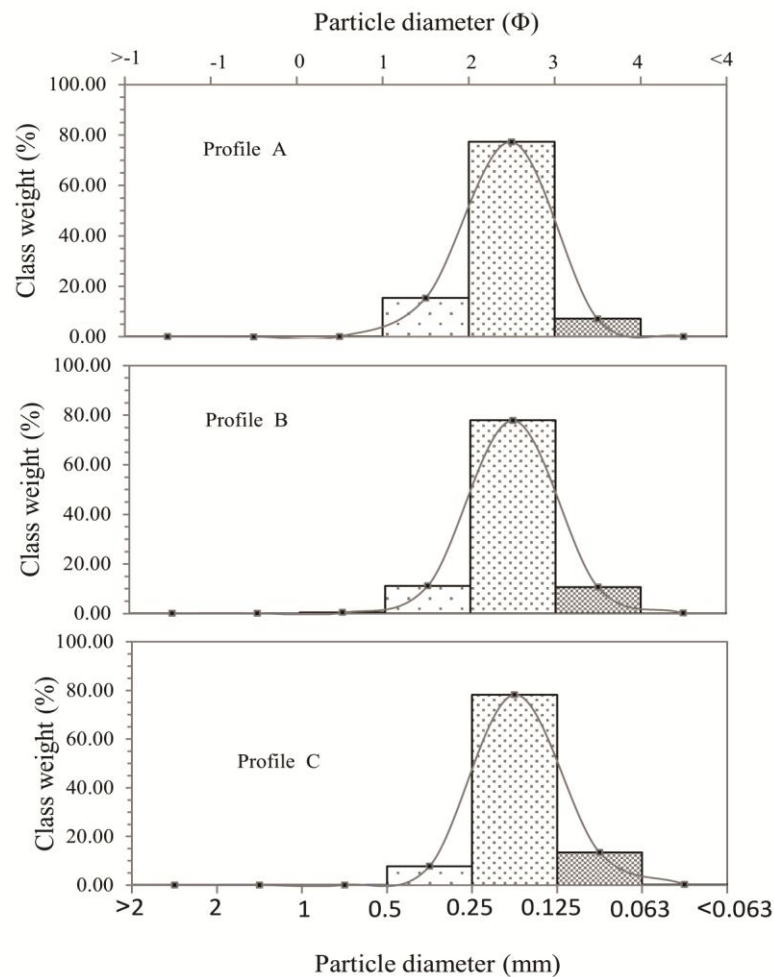 Particle diameter (Φ)
>-1 -1 0 1 2 3 4 <4
100.00
80.00
60.00
40.00
20.00
0.00
Class weight (%)
Profile A
100.00
80.00
60.00
40.00
20.00
0.00
Class weight (%)
Profile B
100.00
80.00
60.00
40.00
20.00
0.00
Class weight (%)
Profile C
>2 2 1 0.5 0.25 0.125 0.063 <0.063
Particle diameter (mm)